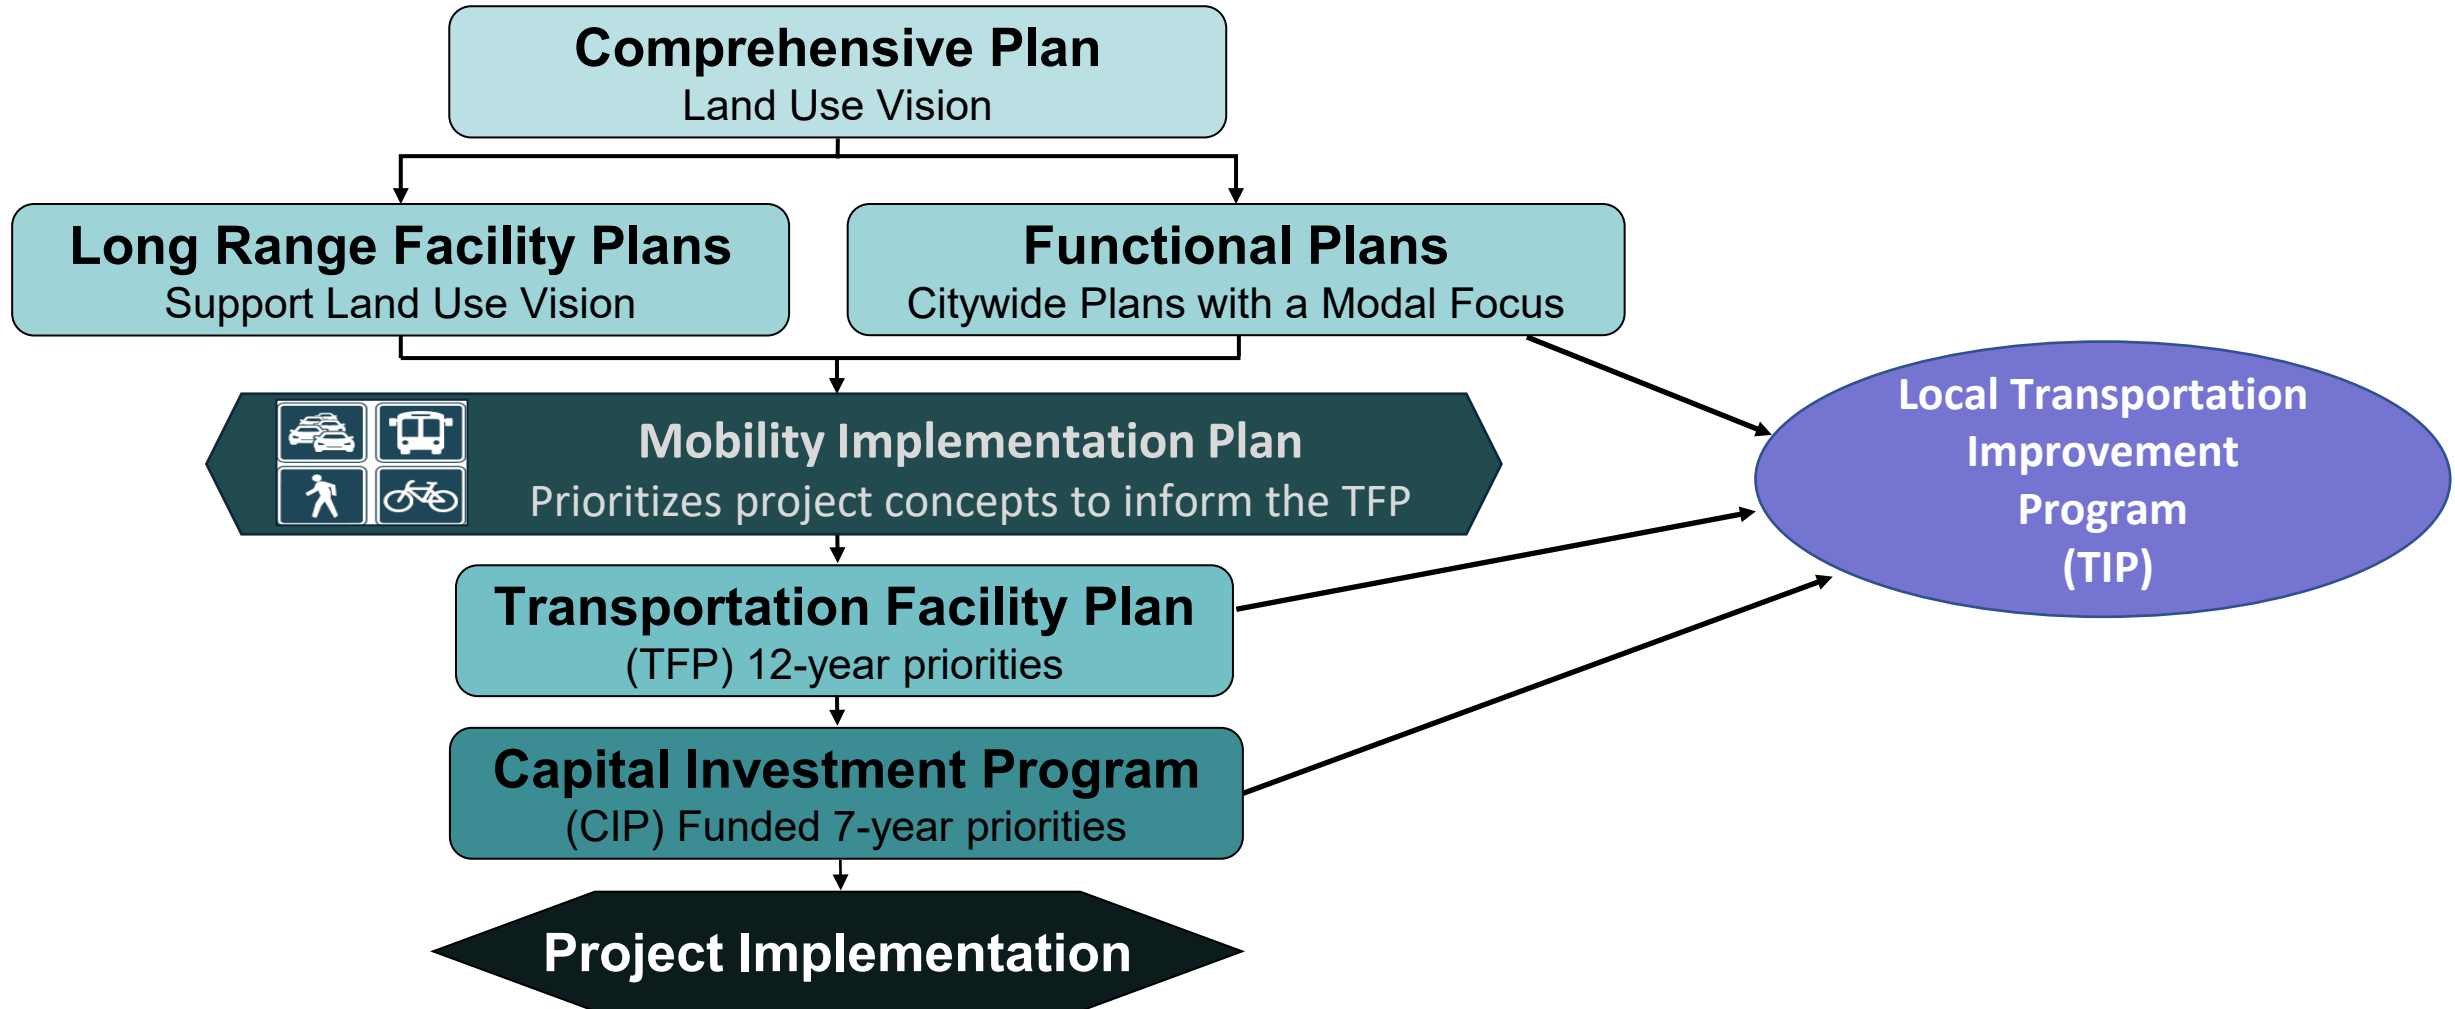 Comprehensive Plan
Land Use Vision
Long Range Facility Plans
Support Land Use Vision
Functional Plans
Citywide Plans with a Modal Focus
Mobility Implementation Plan
Prioritizes project concepts to inform the TFP
Local Transportation
Improvement
Program
(TIP)
Transportation Facility Plan
(TFP) 12-year priorities
Capital Investment Program
(CIP) Funded 7-year priorities
Project Implementation